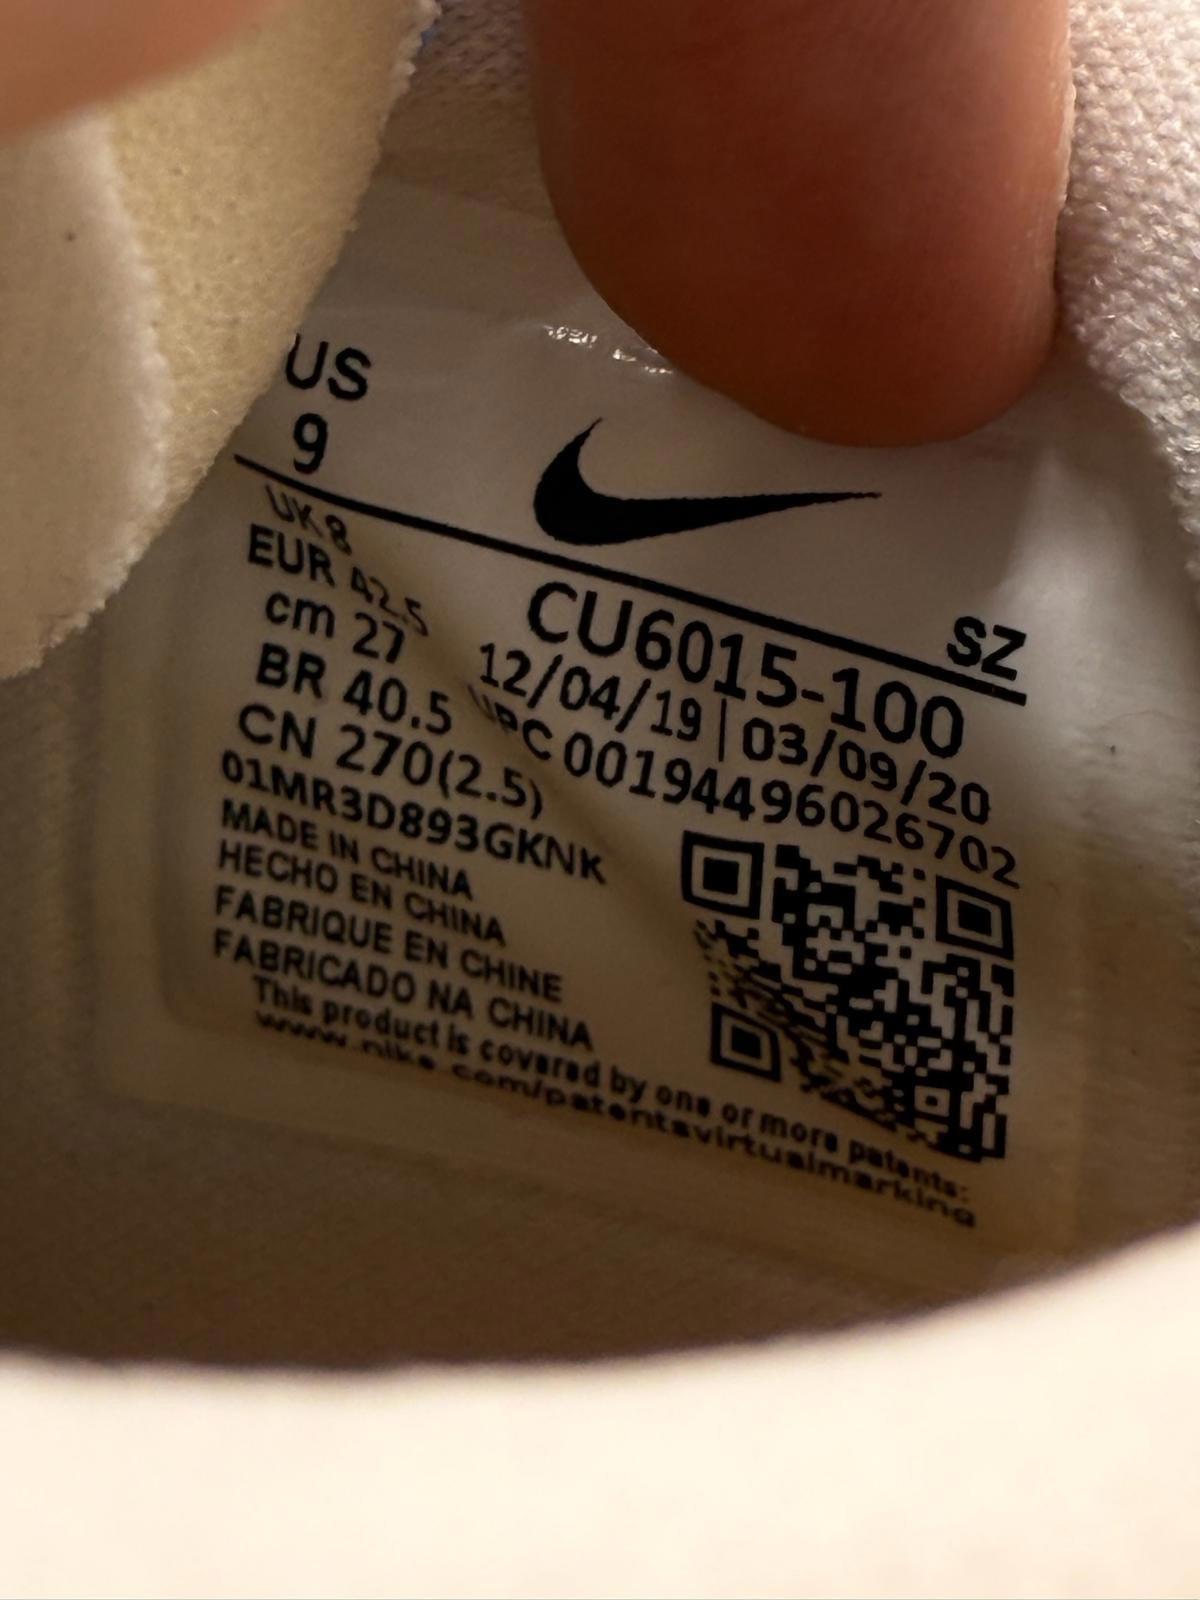 US
9
SZ
UK 8
EUR 42.5
cm 27
BR 40.5
CN 270(2.5)
CU6015-100
12/04/19 | 03/09/20
UPC 00194496026702
01MR3D893GKNK
MADE IN CHINA
HECHO EN CHINA
FABRIQUE EN CHINE
FABRICADO NA CHINA
This product is covered by one or more patents:
www.nike.com/patentsvirtualmarking